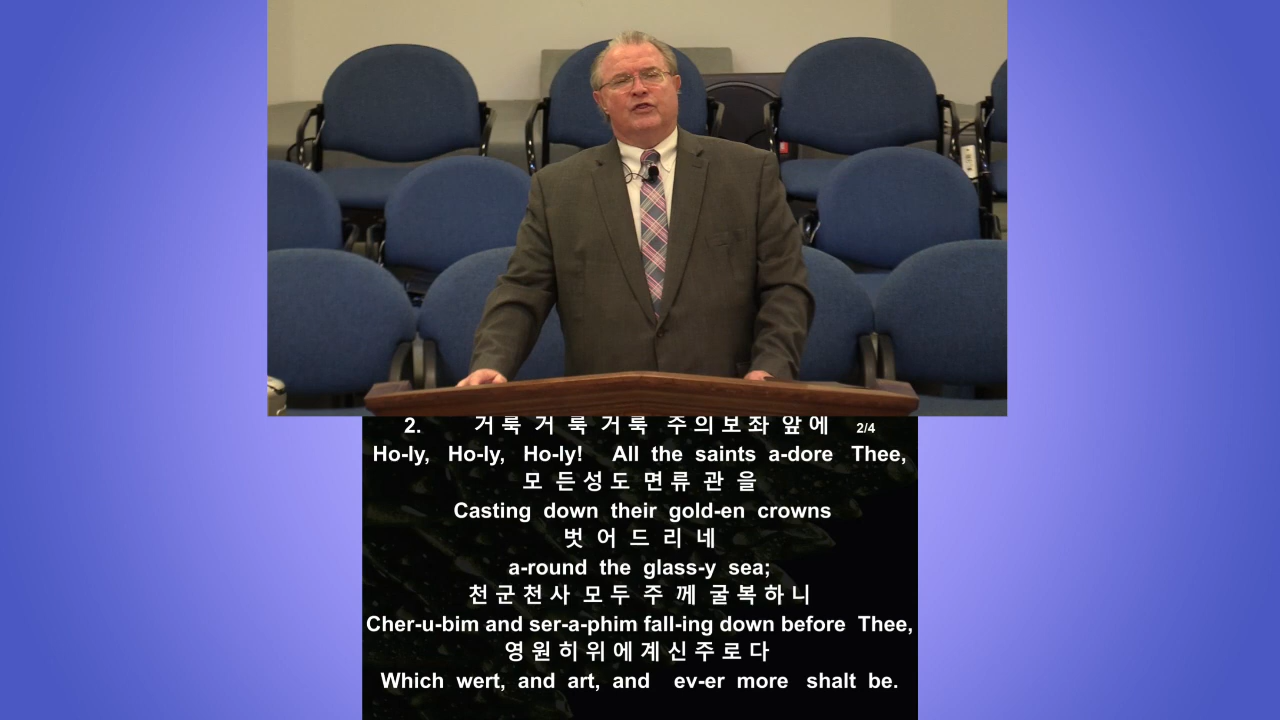 2. 거 룩 거 룩 거 룩 주 의 보 좌 앞 에 2/4
Ho-ly, Ho-ly, Ho-ly! All the saints a-dore Thee,
모 든 성 도 면 류 관 을
Casting down their gold-en crowns
벗 어 드 리 네
a-round the glass-y sea;
천 군 천 사 모 두 주 께 굴 복 하 니
Cher-u-bim and ser-a-phim fall-ing down before Thee,
영 원 히 위 에 계 신 주 로 다
Which wert, and art, and ev-er more shalt be.